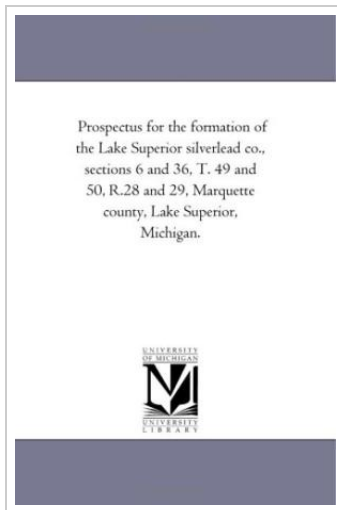 Prospectus for the formation of
the Lake Superior silverlead co.,
sections 6 and 36, T. 49 and
50, R.28 and 29, Marquette
county, Lake Superior,
Michigan.
UNIVERSITY
OF MICHIGAN
UNIVERSITY
LIBRARY